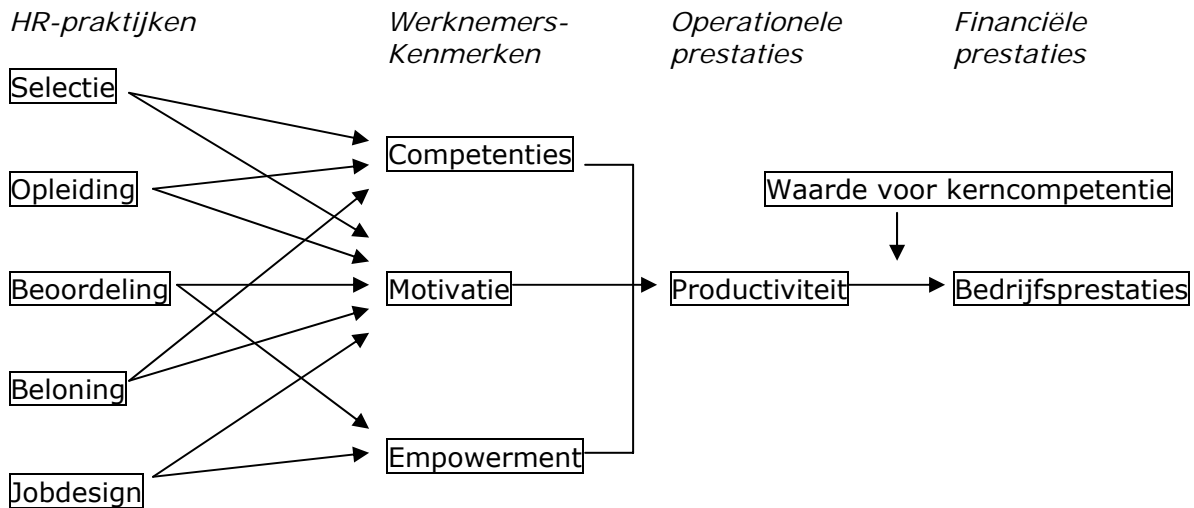 HR-praktijken
Werknemers-
Kenmerken
Operationele
prestaties
Financiële
prestaties
Selectie
Competenties
Opleiding
Waarde voor kerncompetentie
Beoordeling
Motivatie
Productiviteit
Bedrijfsprestaties
Beloning
Empowerment
Jobdesign